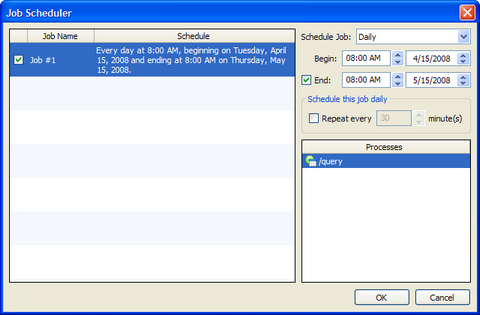 Job Scheduler
Job Name
Schedule
Job #1
Every day at 8:00 AM, beginning on Tuesday, April
15, 2008 and ending at 8:00 AM on Thursday, May
15, 2008.
Schedule Job: Daily
Begin: 08:00 AM 4/15/2008
End: 08:00 AM 5/15/2008
Schedule this job daily
Repeat every 30 minute(s)
Processes
/query
OK
Cancel